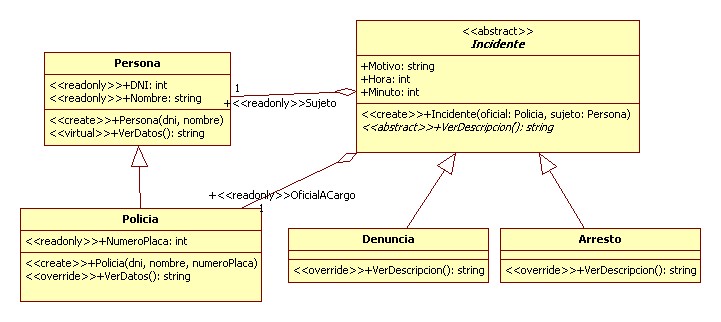 Persona
<<readonly>>+DNI: int
<<readonly>>+Nombre: string
<<create>>+Persona(dni, nombre)
<<virtual>>+VerDatos(): string
<<abstract>>
Incidente
+Motivo: string
+Hora: int
+Minuto: int
<<create>>+Incidente(oficial: Policia, sujeto: Persona)
<<abstract>>+VerDescripcion(): string
1
+<<readonly>>Sujeto
+<<readonly>>OficialACargo
1
Policia
<<readonly>>+NumeroPlaca: int
<<create>>+Policia(dni, nombre, numeroPlaca)
<<override>>+VerDatos(): string
Denuncia
<<override>>+VerDescripcion(): string
Arresto
<<override>>+VerDescripcion(): string